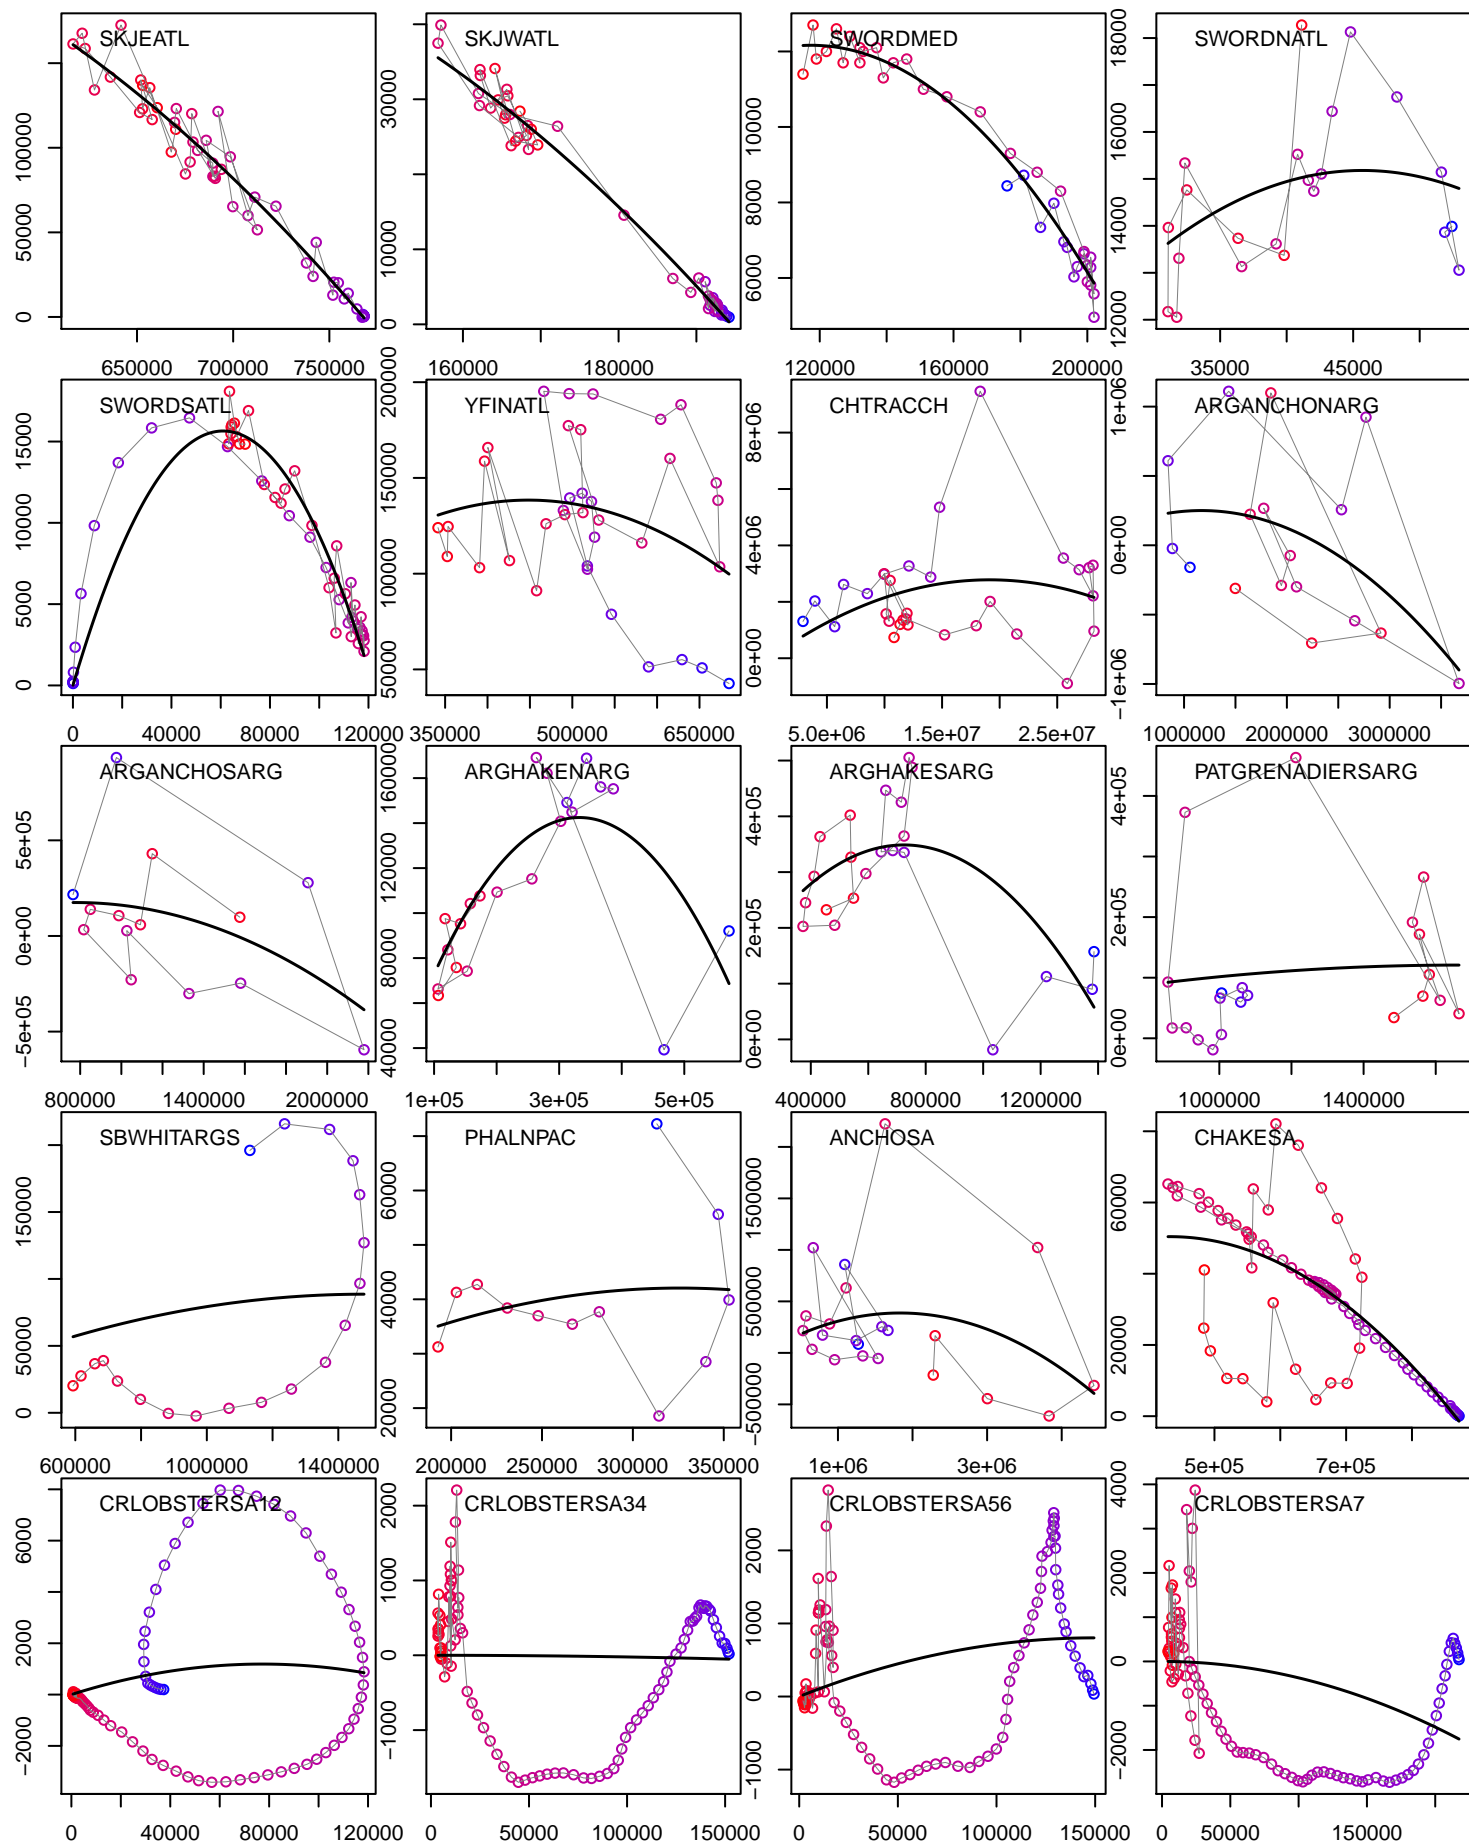 SKJEATL SKJWATL SWORDMED SWORDNATL
0 50000 100000
0 10000 30000
6000 8000 10000
12000 14000 16000 18000
650000 700000 750000
160000 180000
120000 160000 200000
35000 45000
SWORDSATL YFINATL CHTRACCH ARGANCHONARG
0 5000 10000 15000
50000 100000 150000 200000
0e+00 4e+06 8e+06
−1e+06 0e+00 1e+06
0 40000 80000 120000
350000 500000 650000
5.0e+06 1.5e+07 2.5e+07
1000000 2000000 3000000
ARGANCHOSARG ARGHAKENARG ARGHAKESARG PATGRENADIERSARG
−5e+05 0e+00 5e+05
40000 80000 120000 160000
0e+00 2e+05 4e+05
0e+00 2e+05 4e+05
800000 1400000 2000000
1e+05 3e+05 5e+05
400000 800000 1200000
1000000 1400000
SBWHITARGS PHALNPAC ANCHOSA CHAKESA
0 50000 150000
20000 40000 60000
−500000 500000 1500000
0 20000 60000
600000 1000000 1400000
200000 250000 300000 350000
1e+06 3e+06
5e+05 7e+05
CRLOBSTERSA12 CRLOBSTERSA34 CRLOBSTERSA56 CRLOBSTERSA7
−2000 2000 6000
−1000 0 1000 2000
−1000 0 1000 2000
−2000 0 2000 4000
0 40000 80000 120000
0 50000 100000 150000
0 50000 100000 150000
0 50000 100000 200000